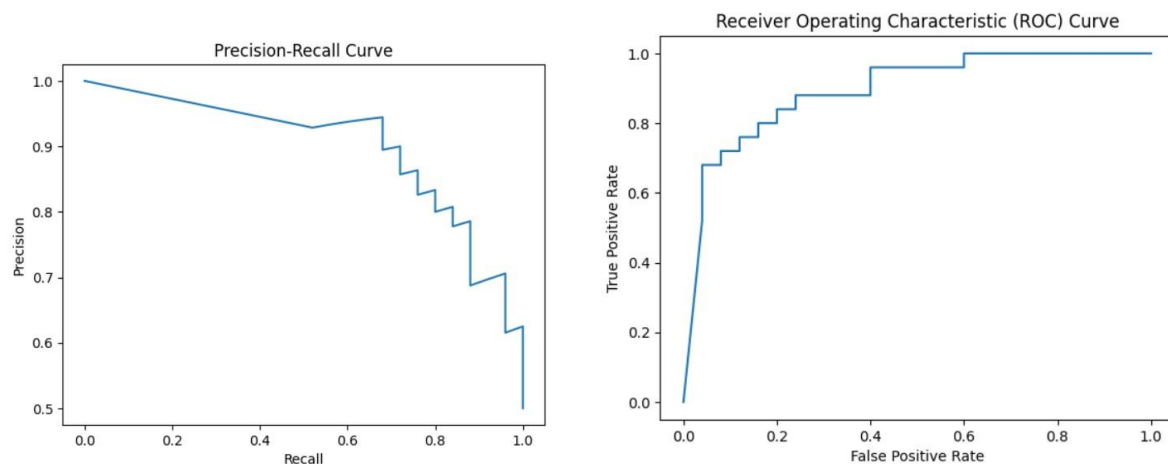 Precision-Recall Curve
1.0
0.9
0.8
0.7
0.6
0.5
Precision
0.0 0.2 0.4 0.6 0.8 1.0
Recall
Receiver Operating Characteristic (ROC) Curve
1.0
0.8
0.6
0.4
0.2
0.0
True Positive Rate
0.0 0.2 0.4 0.6 0.8 1.0
False Positive Rate